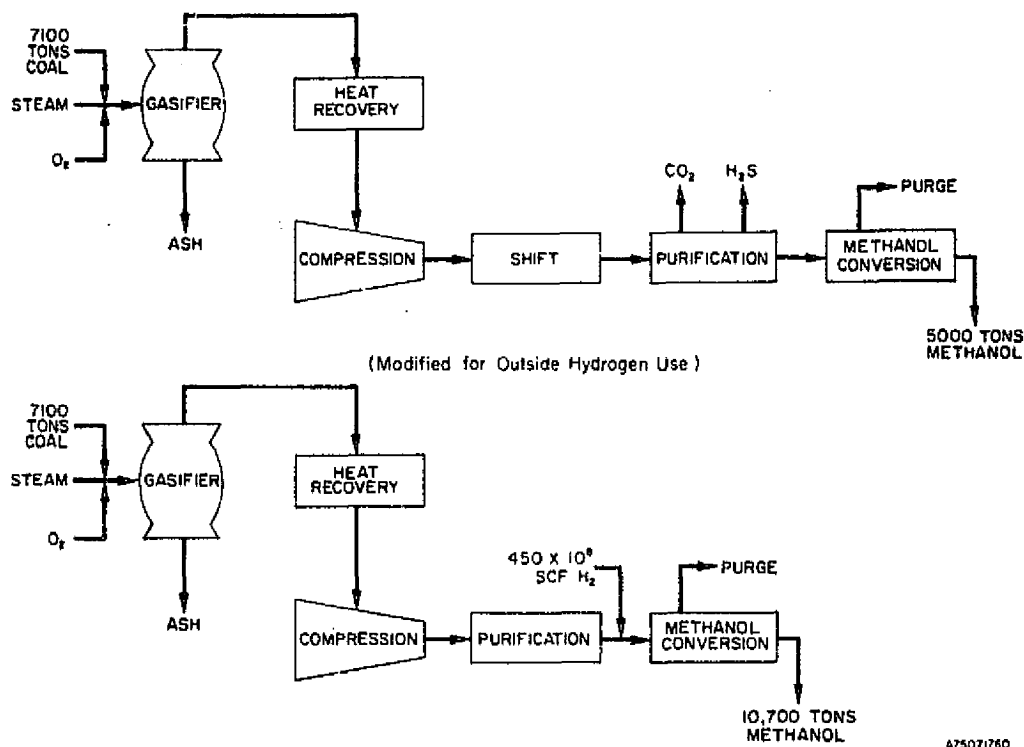 7100
TONS
COAL
STEAM
O₂
GASIFIER
ASH
HEAT
RECOVERY
COMPRESSION
SHIFT
CO₂
H₂S
PURIFICATION
PURGE
METHANOL
CONVERSION
5000 TONS
METHANOL
(Modified for Outside Hydrogen Use)
7100
TONS
COAL
STEAM
O₂
GASIFIER
ASH
HEAT
RECOVERY
COMPRESSION
PURIFICATION
450 X 10⁶
SCF H₂
PURGE
METHANOL
CONVERSION
10,700 TONS
METHANOL
A75071760